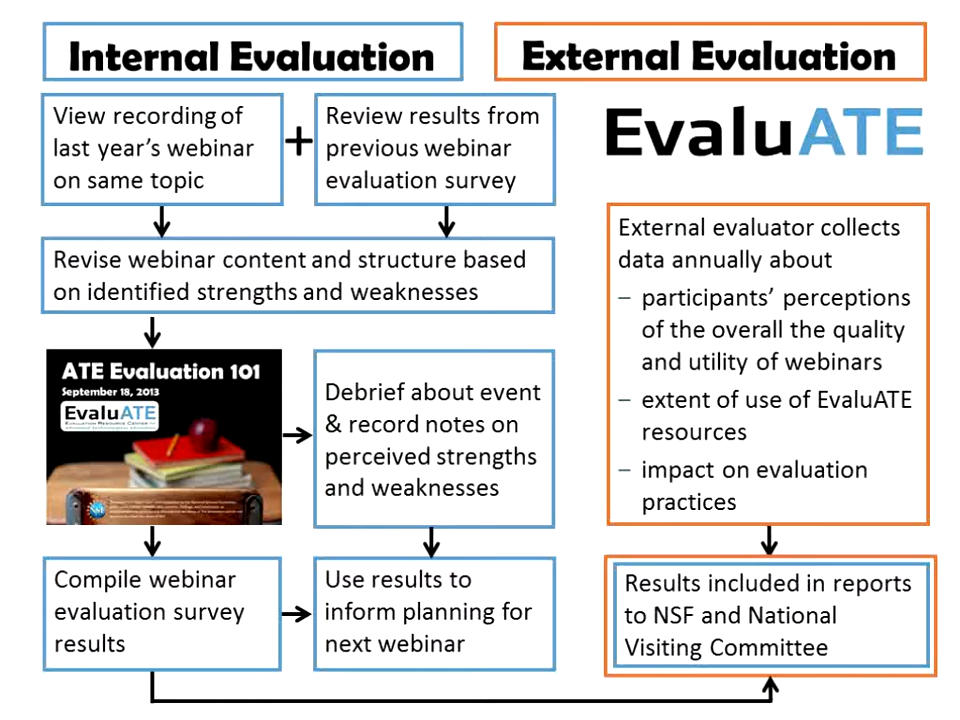 Internal Evaluation
External Evaluation
View recording of
last year's webinar
on same topic
+
Review results from
previous webinar
evaluation survey
EvaluATE
Revise webinar content and structure based
on identified strengths and weaknesses
External evaluator collects
data annually about
– participants' perceptions
of the overall the quality
and utility of webinars
– extent of use of EvaluATE
resources
– impact on evaluation
practices
ATE Evaluation 101
September 18, 2013
EvaluATE
Evaluation Resource Center
Debrief about event
& record notes on
perceived strengths
and weaknesses
NSF
Compile webinar
evaluation survey
results
Use results to
inform planning for
next webinar
Results included in reports
to NSF and National
Visiting Committee